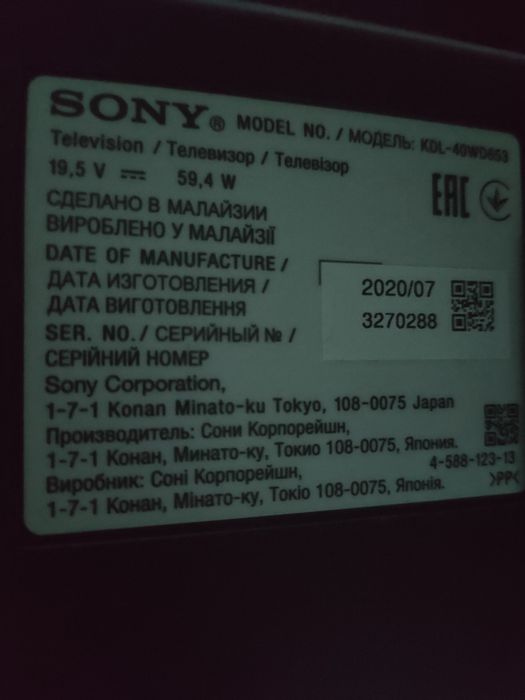 SONY® MODEL NO. / МОДЕЛЬ: KDL-40WD653
Television / Телевизор / Телевізор
19,5 V ⎓ 59,4 W
EAC
СДЕЛАНО В МАЛАЙЗИИ
ВИРОБЛЕНО У МАЛАЙЗІЇ
DATE OF MANUFACTURE /
ДАТА ИЗГОТОВЛЕНИЯ /
ДАТА ВИГОТОВЛЕННЯ
2020/07
SER. NO. / СЕРИЙНЫЙ № /
СЕРІЙНИЙ НОМЕР
3270288
Sony Corporation,
1-7-1 Konan Minato-ku Tokyo, 108-0075 Japan
Производитель: Сони Корпорейшн,
1-7-1 Конан, Минато-ку, Токио 108-0075, Япония.
Виробник: Соні Корпорейшн,
1-7-1 Конан, Мінато-ку, Токіо 108-0075, Японія.
4-588-123-13
>PP<